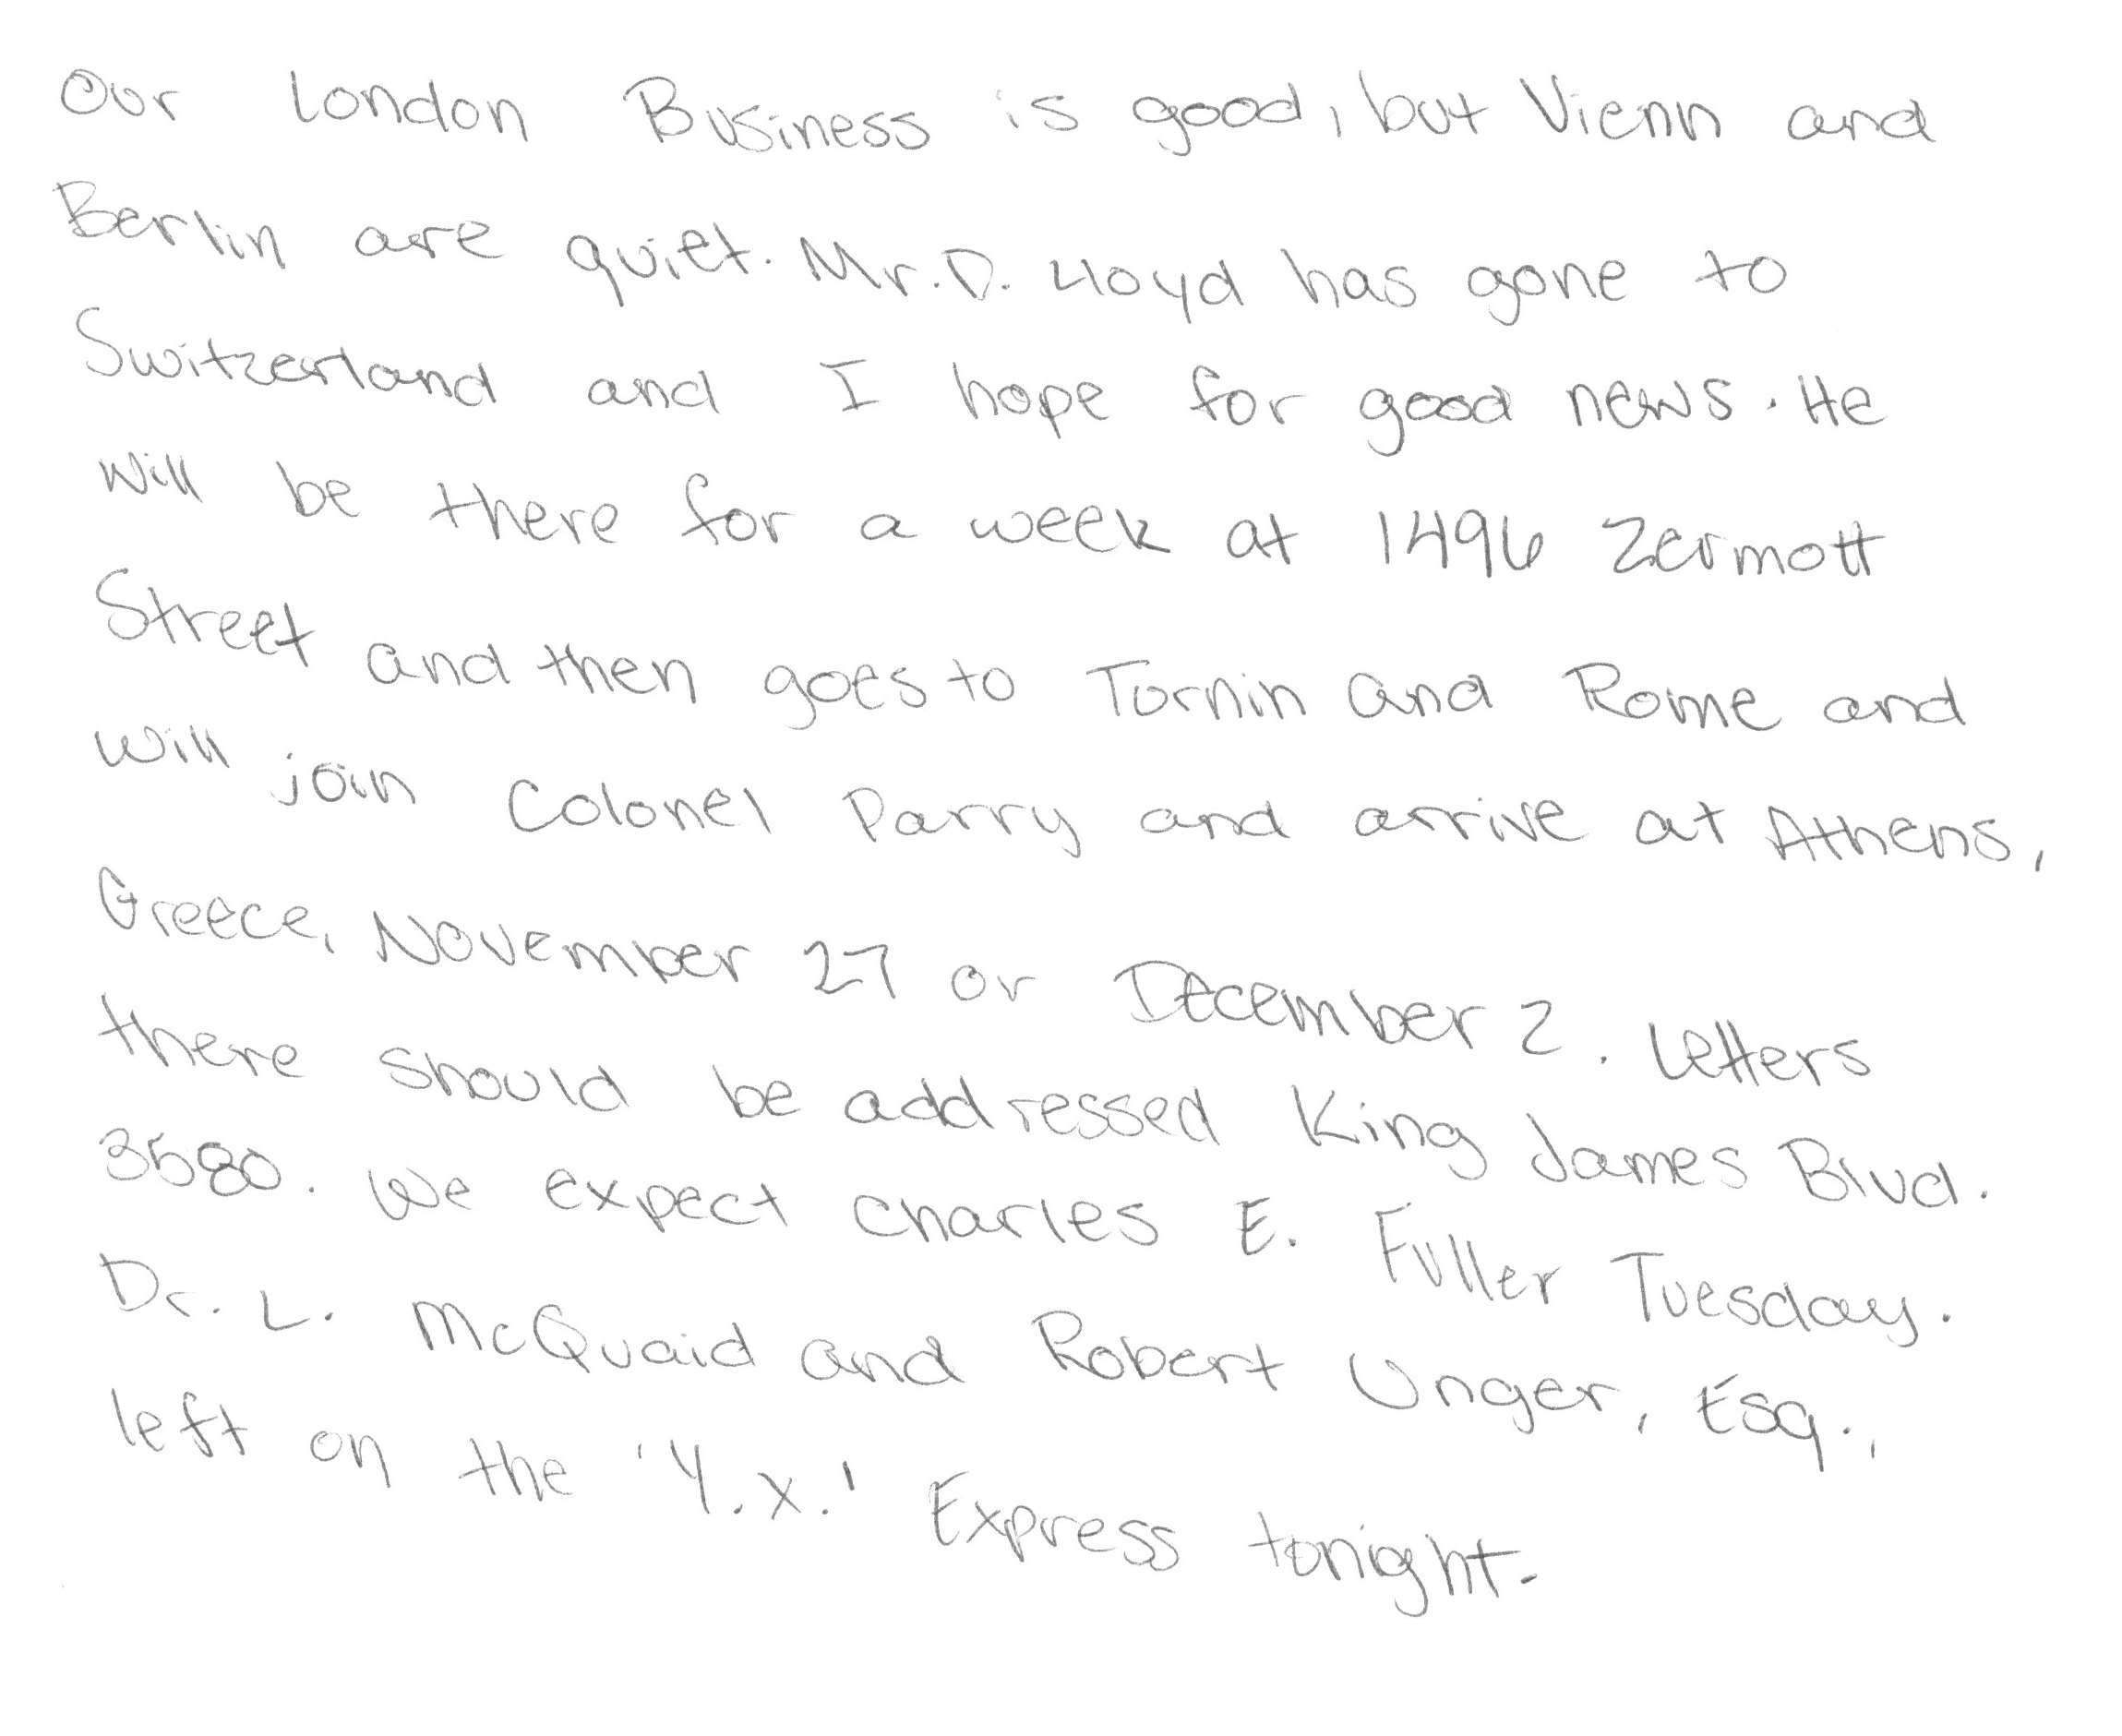 Our London Business is good, but Vienn and
Berlin are quiet. Mr. D. Lloyd has gone to
Switzerland and I hope for good news. He
will be there for a week at 1496 Zermott
Street and then goes to Tornin and Rome and
will join Colonel Parry and arrive at Athens,
Greece, November 27 or December 2. Letters
there should be addressed King James Blvd.
3580. We expect Charles E. Fuller Tuesday.
Dr. L. McQuaid and Robert Unger, Esq.,
left on the 'Y.X.' Express tonight.